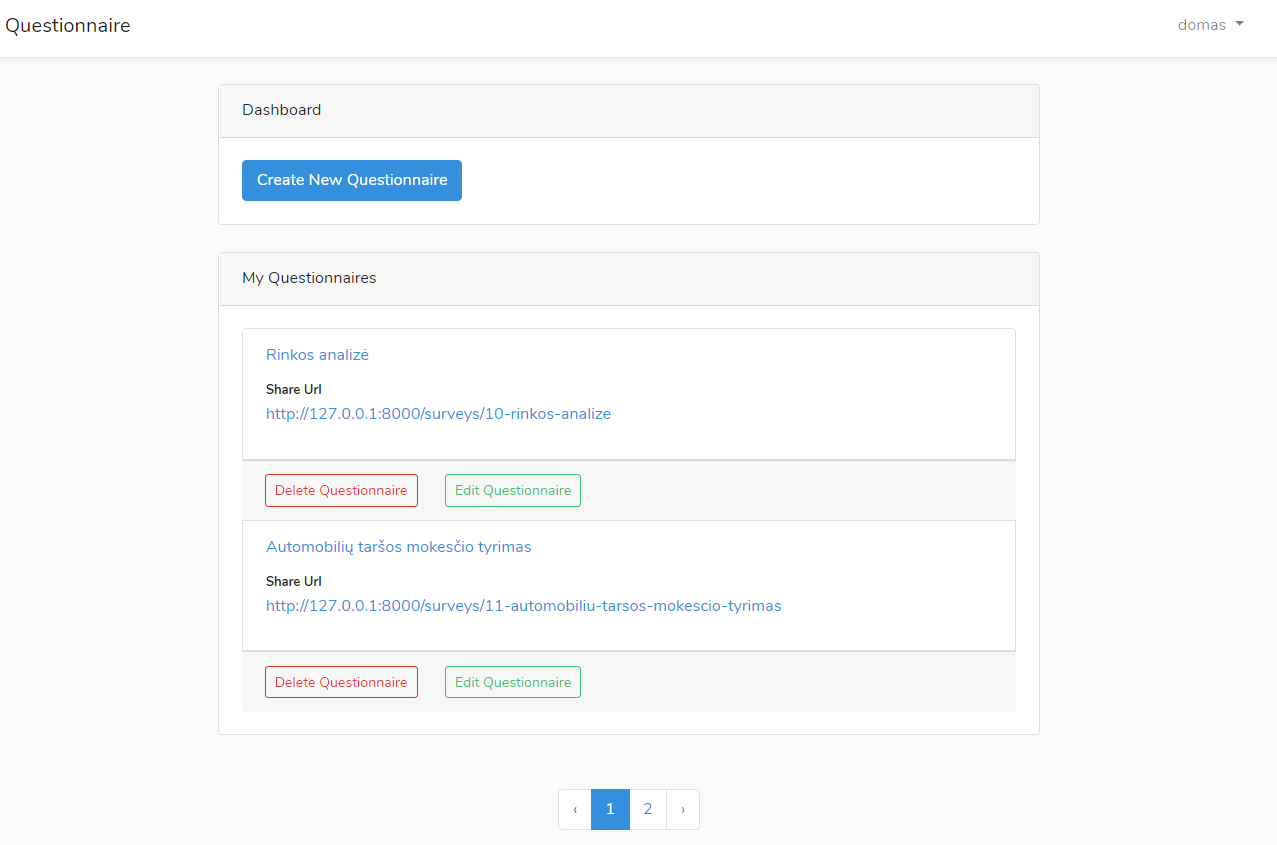 Questionnaire
domas
Dashboard
Create New Questionnaire
My Questionnaires
Rinkos analizė
Share Url
http://127.0.0.1:8000/surveys/10-rinkos-analize
Delete Questionnaire Edit Questionnaire
Automobilių taršos mokesčio tyrimas
Share Url
http://127.0.0.1:8000/surveys/11-automobiliu-tarsos-mokescio-tyrimas
Delete Questionnaire Edit Questionnaire
‹ 1 2 ›